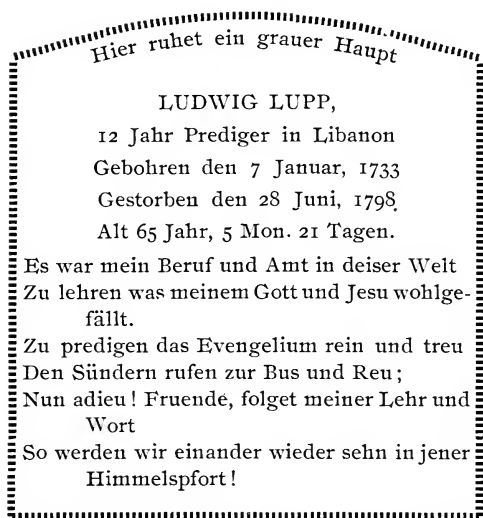 Hier ruhet ein grauer Haupt
LUDWIG LUPP,
12 Jahr Prediger in Libanon
Gebohren den 7 Januar, 1733
Gestorben den 28 Juni, 1798.
Alt 65 Jahr, 5 Mon. 21 Tagen.
Es war mein Beruf und Amt in deiser Welt
Zu lehren was meinem Gott und Jesu wohlge-
fällt.
Zu predigen das Evengelium rein und treu
Den Sündern rufen zur Bus und Reu;
Nun adieu! Fruende, folget meiner Lehr und
Wort
So werden wir einander wieder sehn in jener
Himmelspfort!